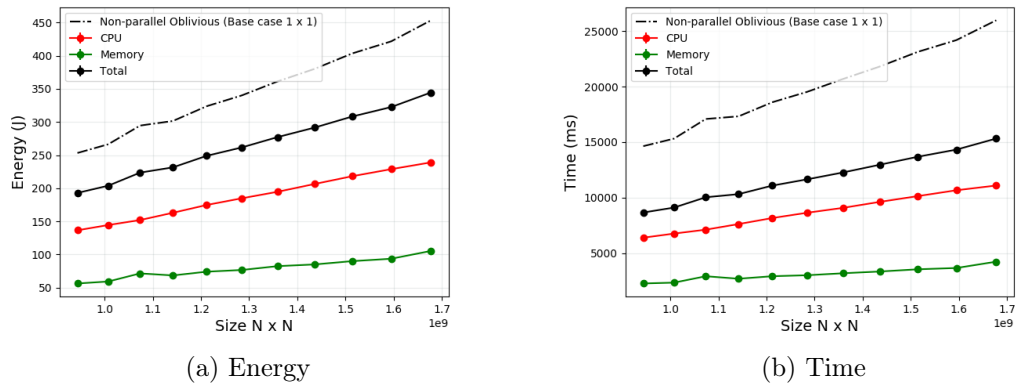 Non-parallel Oblivious (Base case 1 x 1)
CPU
Memory
Total
450
400
350
300
250
200
150
100
50
Energy (J)
1.0 1.1 1.2 1.3 1.4 1.5 1.6 1.7
1e9
Size N x N
(a) Energy
Non-parallel Oblivious (Base case 1 x 1)
CPU
Memory
Total
25000
20000
15000
10000
5000
Time (ms)
1.0 1.1 1.2 1.3 1.4 1.5 1.6 1.7
1e9
Size N x N
(b) Time